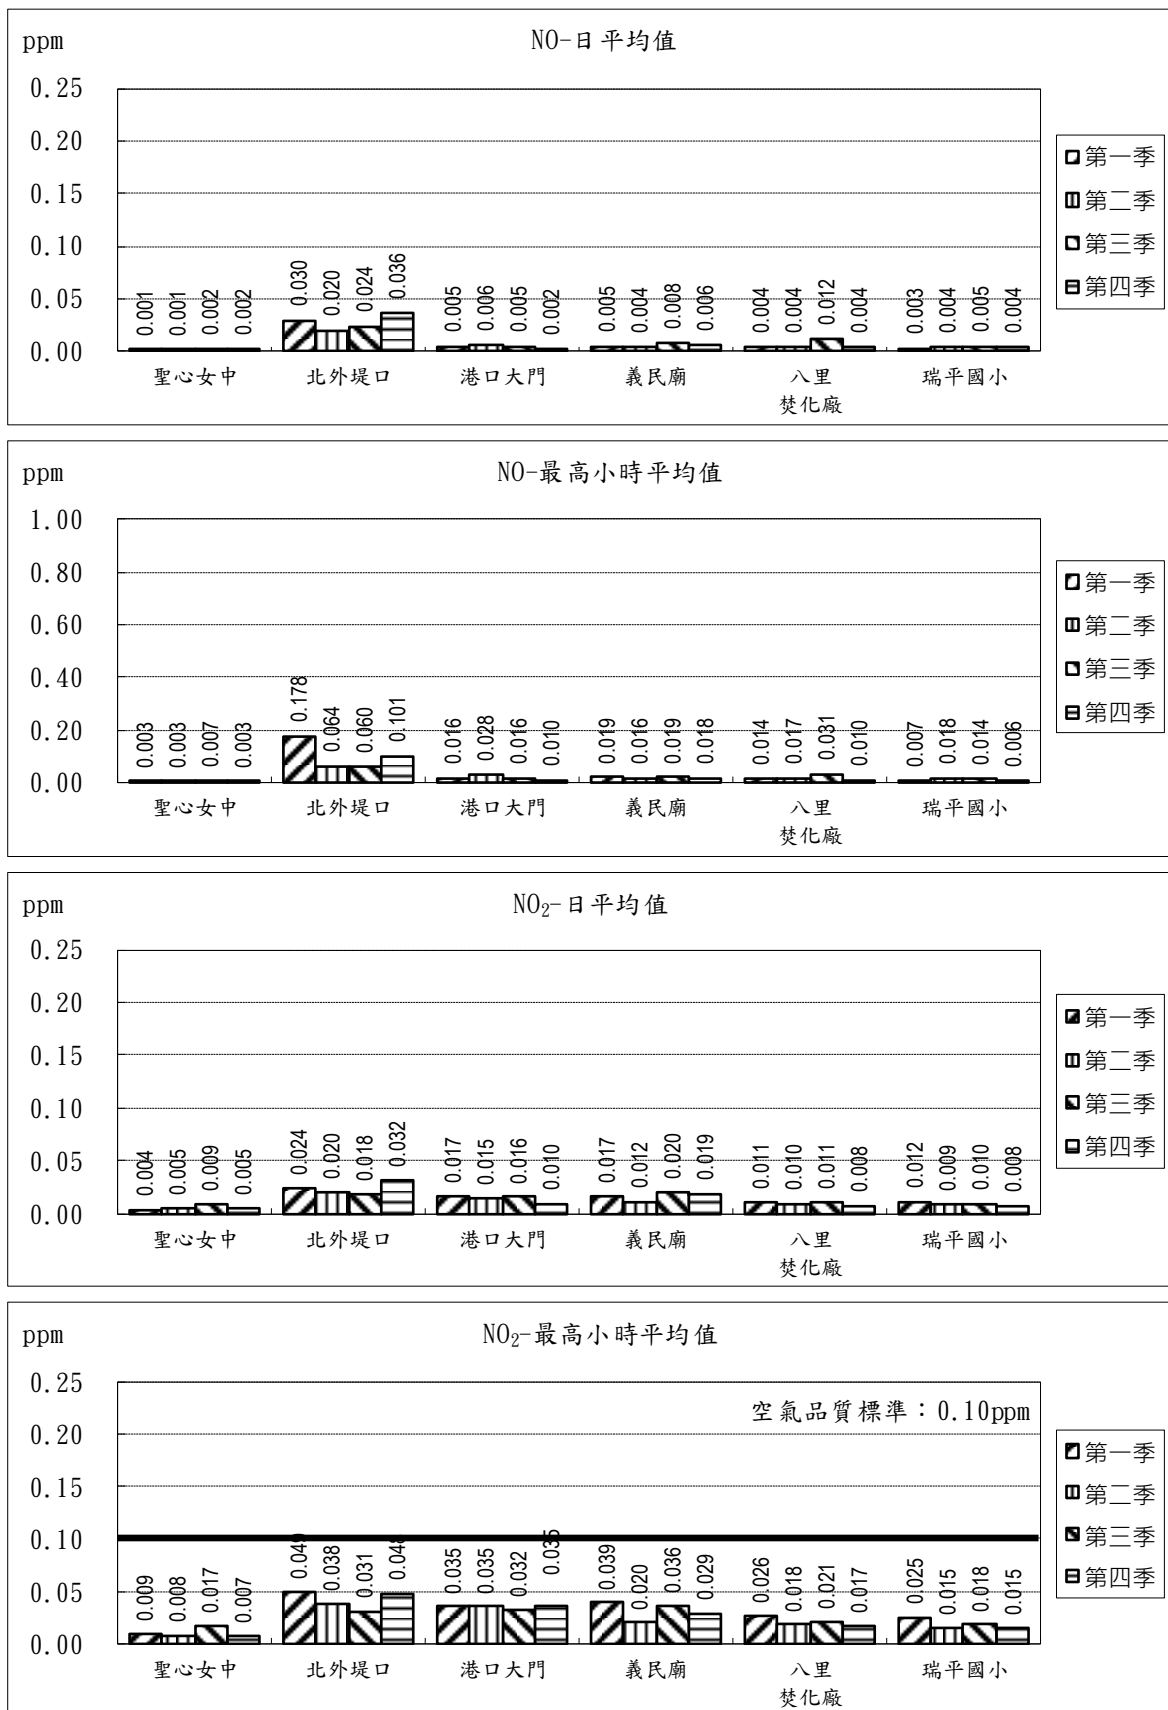 ppm
NO-日平均值
0.25
0.20
0.15
0.10
0.05
0.00
0.001 0.001 0.002 0.002 0.030 0.020 0.024 0.036 0.005 0.006 0.005 0.002 0.005 0.004 0.008 0.006 0.004 0.004 0.012 0.004 0.003 0.004 0.005 0.004
聖心女中 北外堤口 港口大門 義民廟 八里 瑞平國小
焚化廠
第一季
第二季
第三季
第四季
ppm
NO-最高小時平均值
1.00
0.80
0.60
0.40
0.20
0.00
0.003 0.003 0.007 0.003 0.178 0.064 0.060 0.101 0.016 0.028 0.016 0.010 0.019 0.016 0.019 0.018 0.014 0.017 0.031 0.010 0.007 0.018 0.014 0.006
聖心女中 北外堤口 港口大門 義民廟 八里 瑞平國小
焚化廠
第一季
第二季
第三季
第四季
ppm
NO₂-日平均值
0.25
0.20
0.15
0.10
0.05
0.00
0.004 0.005 0.009 0.005 0.024 0.020 0.018 0.032 0.017 0.015 0.016 0.010 0.017 0.012 0.020 0.019 0.011 0.010 0.011 0.008 0.012 0.009 0.010 0.008
聖心女中 北外堤口 港口大門 義民廟 八里 瑞平國小
焚化廠
第一季
第二季
第三季
第四季
ppm
NO₂-最高小時平均值
0.25
0.20
0.15
0.10
0.05
0.00
空氣品質標準：0.10ppm
0.009 0.008 0.017 0.007 0.049 0.038 0.031 0.048 0.035 0.035 0.032 0.039 0.020 0.036 0.029 0.026 0.018 0.021 0.017 0.025 0.015 0.018 0.015
聖心女中 北外堤口 港口大門 義民廟 八里 瑞平國小
焚化廠
第一季
第二季
第三季
第四季